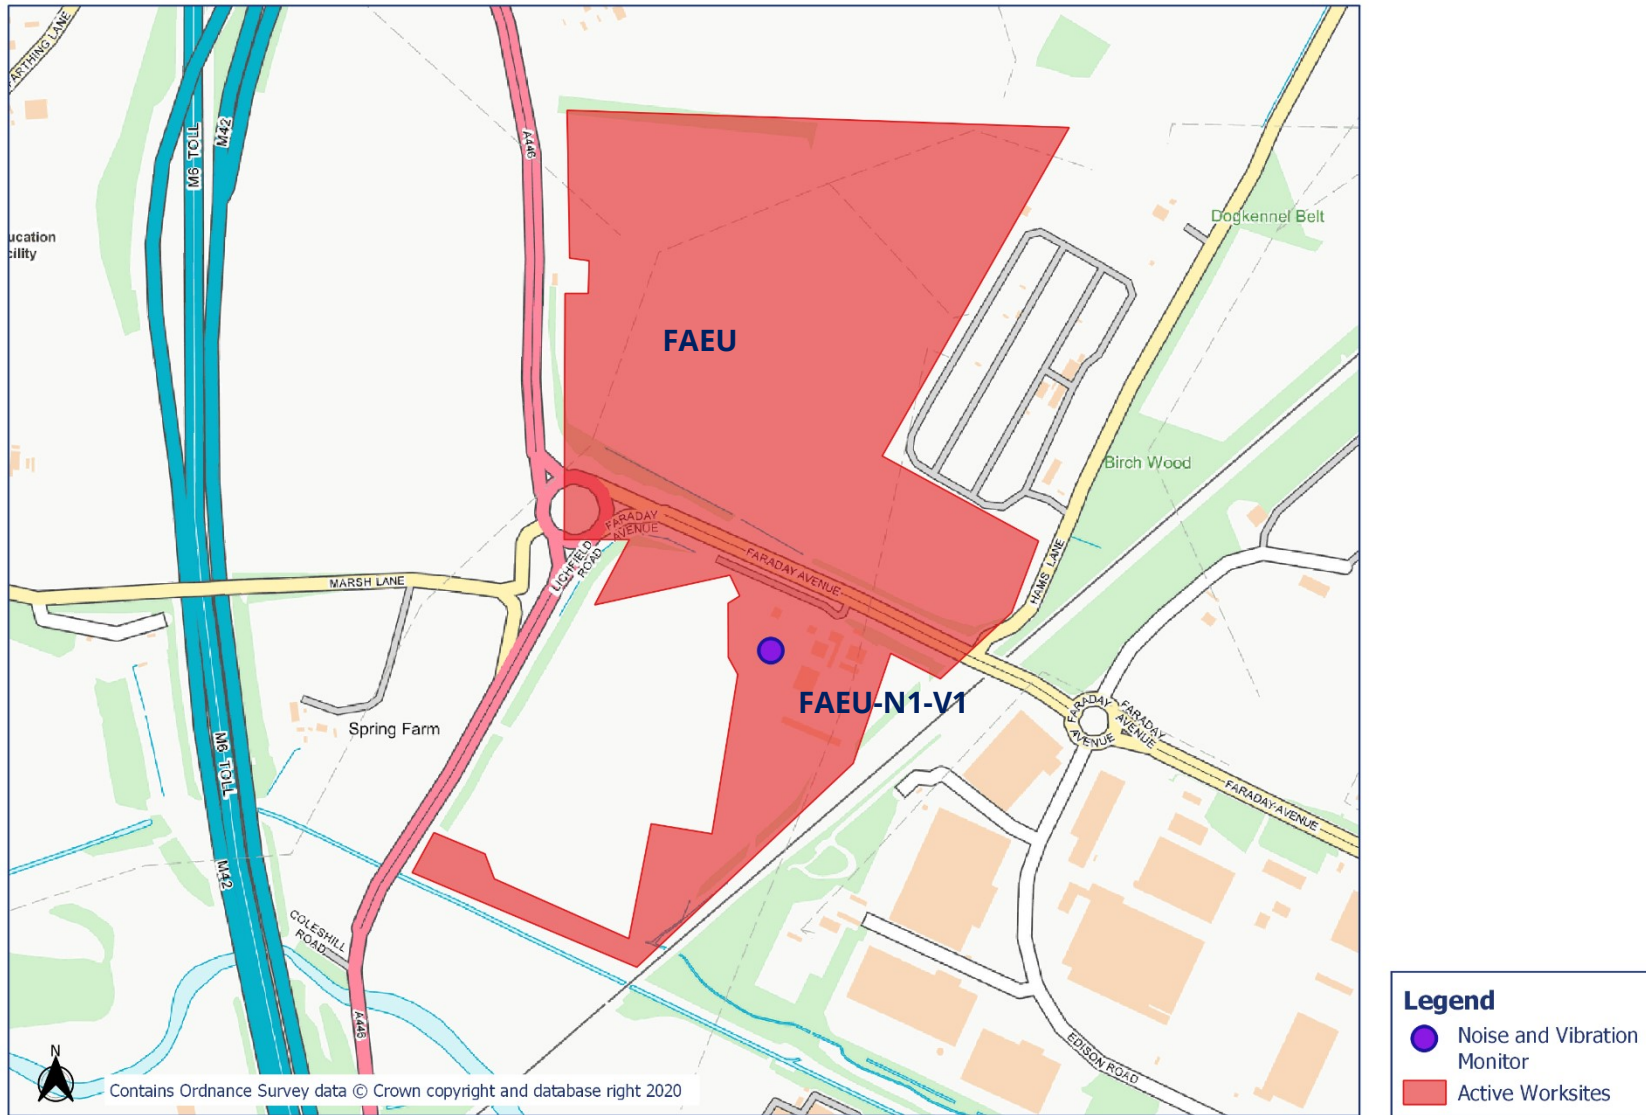 ARTHING LANE
M6 TOLL
M42
A446
ucation
cility
Dogkennel Belt
FAEU
Birch Wood
FARADAY
AVENUE
LICHFIELD
ROAD
FARADAY AVENUE
HAMS LANE
MARSH LANE
FAEU-N1-V1
Spring Farm
FARADAY
AVENUE
FARADAY
AVENUE
M6 TOLL
FARADAY AVENUE
M42
COLESHILL
ROAD
A446
EDISON ROAD
N
Contains Ordnance Survey data © Crown copyright and database right 2020
Legend
Noise and Vibration
Monitor
Active Worksites